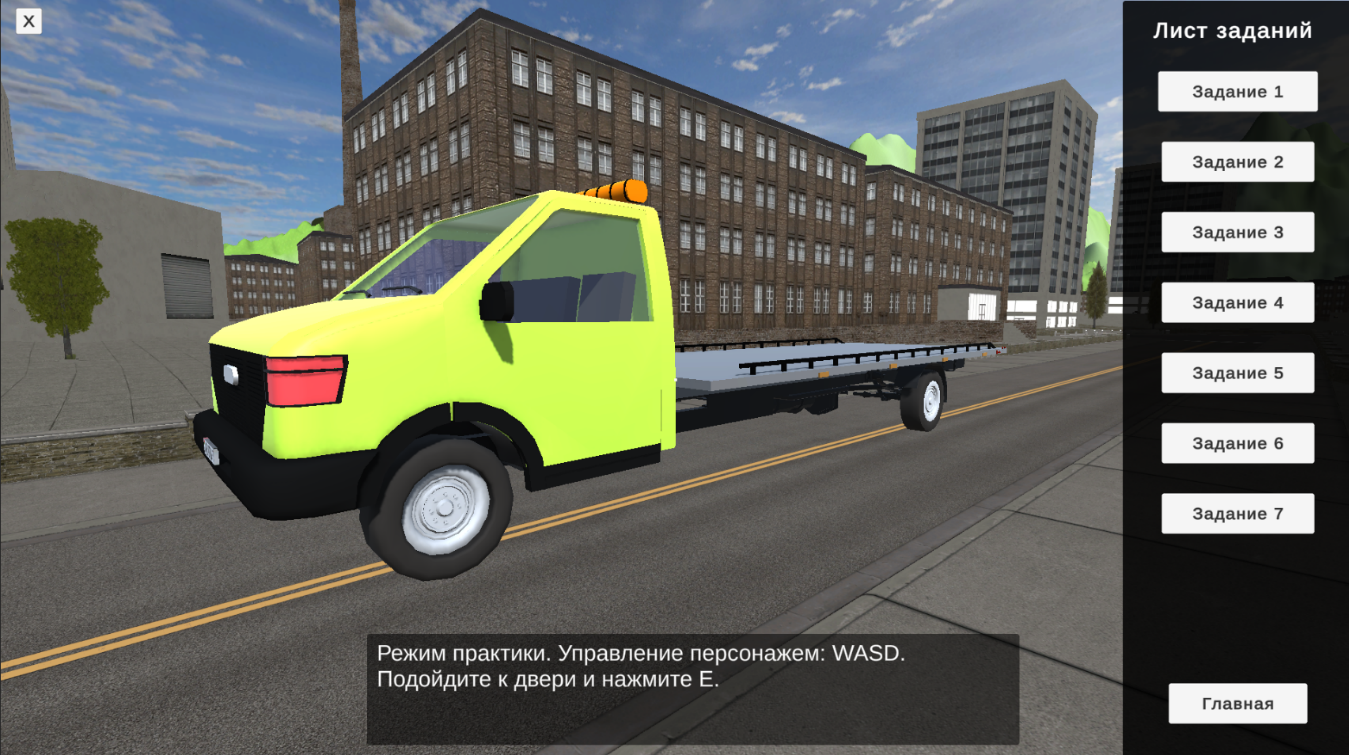 X
Лист заданий
Задание 1
Задание 2
Задание 3
Задание 4
Задание 5
Задание 6
Задание 7
Режим практики. Управление персонажем: WASD.
Подойдите к двери и нажмите E.
Главная